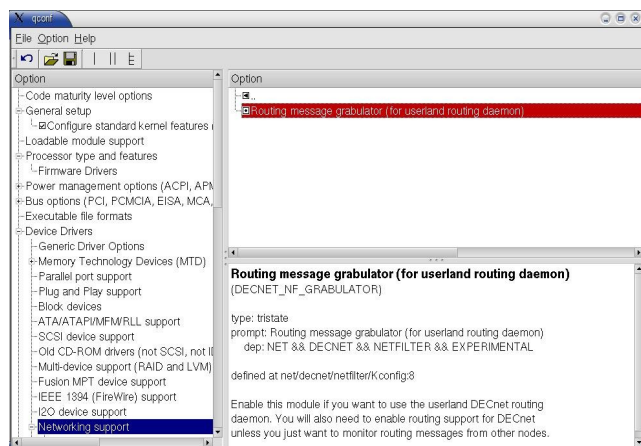 qconf
File Option Help
Option
Code maturity level options
General setup
Configure standard kernel features (
Loadable module support
Processor type and features
Firmware Drivers
Power management options (ACPI, APM
Bus options (PCI, PCMCIA, EISA, MCA,
Executable file formats
Device Drivers
Generic Driver Options
Memory Technology Devices (MTD)
Parallel port support
Plug and Play support
Block devices
ATA/ATAPI/MFM/RLL support
SCSI device support
Old CD-ROM drivers (not SCSI, not ID
Multi-device support (RAID and LVM)
Fusion MPT device support
IEEE 1394 (FireWire) support
I2O device support
Networking support
Option
..
Routing message grabulator (for userland routing daemon)
Routing message grabulator (for userland routing daemon)
(DECNET_NF_GRABULATOR)
type: tristate
prompt: Routing message grabulator (for userland routing daemon)
dep: NET && DECNET && NETFILTER && EXPERIMENTAL
defined at net/decnet/netfilter/Kconfig:8
Enable this module if you want to use the userland DECnet routing
daemon. You will also need to enable routing support for DECnet
unless you just want to monitor routing messages from other nodes.